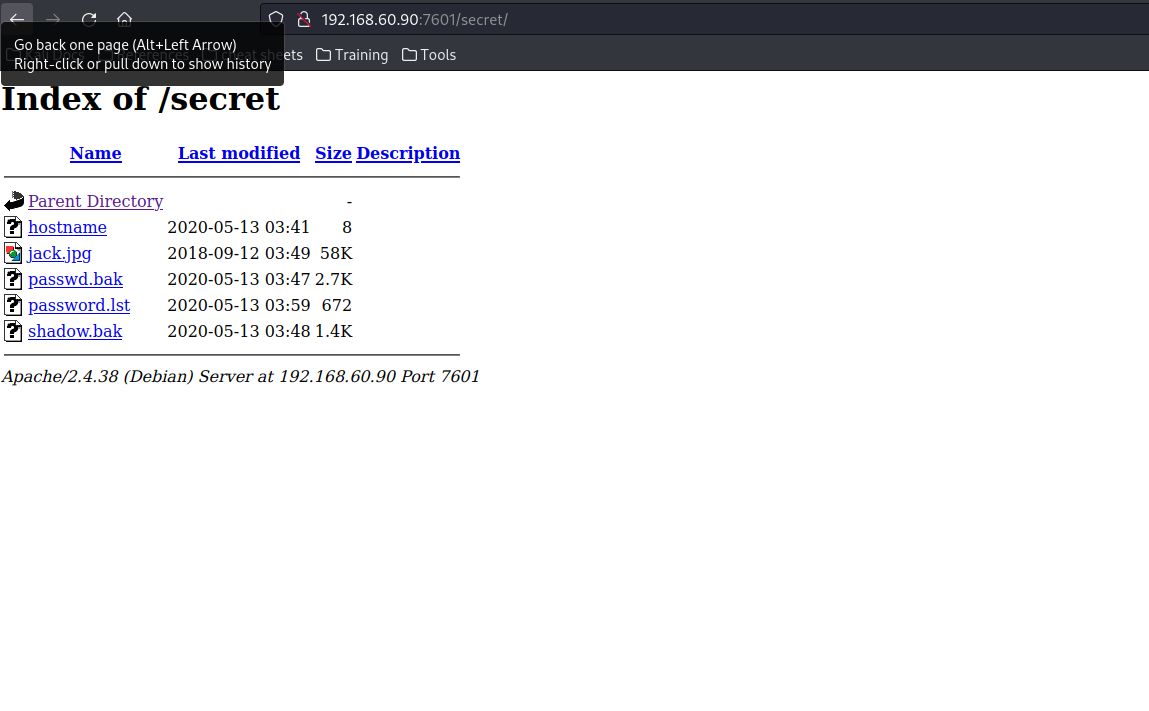 192.168.60.90:7601/secret/
Go back one page (Alt+Left Arrow)
Right-click or pull down to show history
sheets Training Tools
Index of /secret
Name Last modified Size Description
Parent Directory -
hostname 2020-05-13 03:41 8
jack.jpg 2018-09-12 03:49 58K
passwd.bak 2020-05-13 03:47 2.7K
password.lst 2020-05-13 03:59 672
shadow.bak 2020-05-13 03:48 1.4K
Apache/2.4.38 (Debian) Server at 192.168.60.90 Port 7601